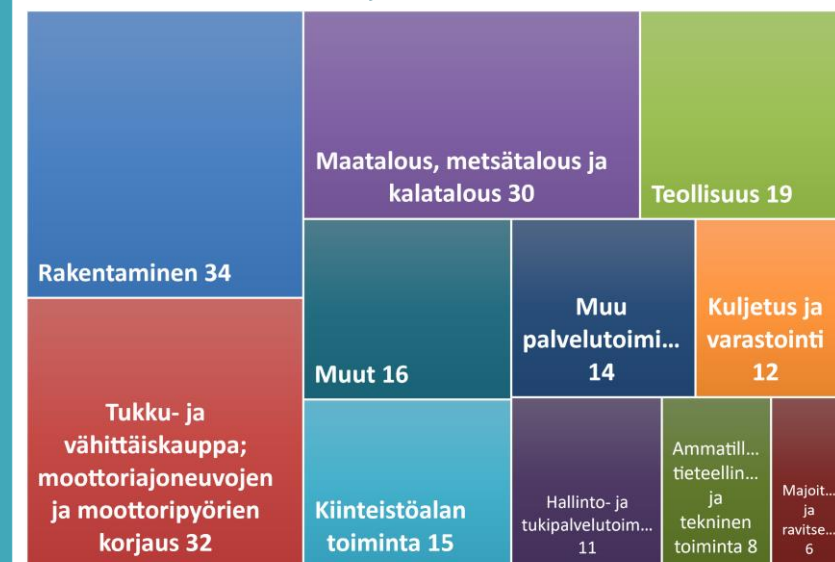 Rakentaminen 34
Maatalous, metsätalous ja
kalatalous 30
Teollisuus 19
Tukku- ja
vähittäiskauppa;
moottoriajoneuvojen
ja moottoripyörien
korjaus 32
Muut 16
Muu
palvelutoimi...
14
Kuljetus ja
varastointi
12
Kiinteistöalan
toiminta 15
Hallinto- ja
tukipalvelutoim...
11
Ammatill...
tieteellin...
ja
tekninen
toiminta 8
Majoit...
ja
ravitse...
6